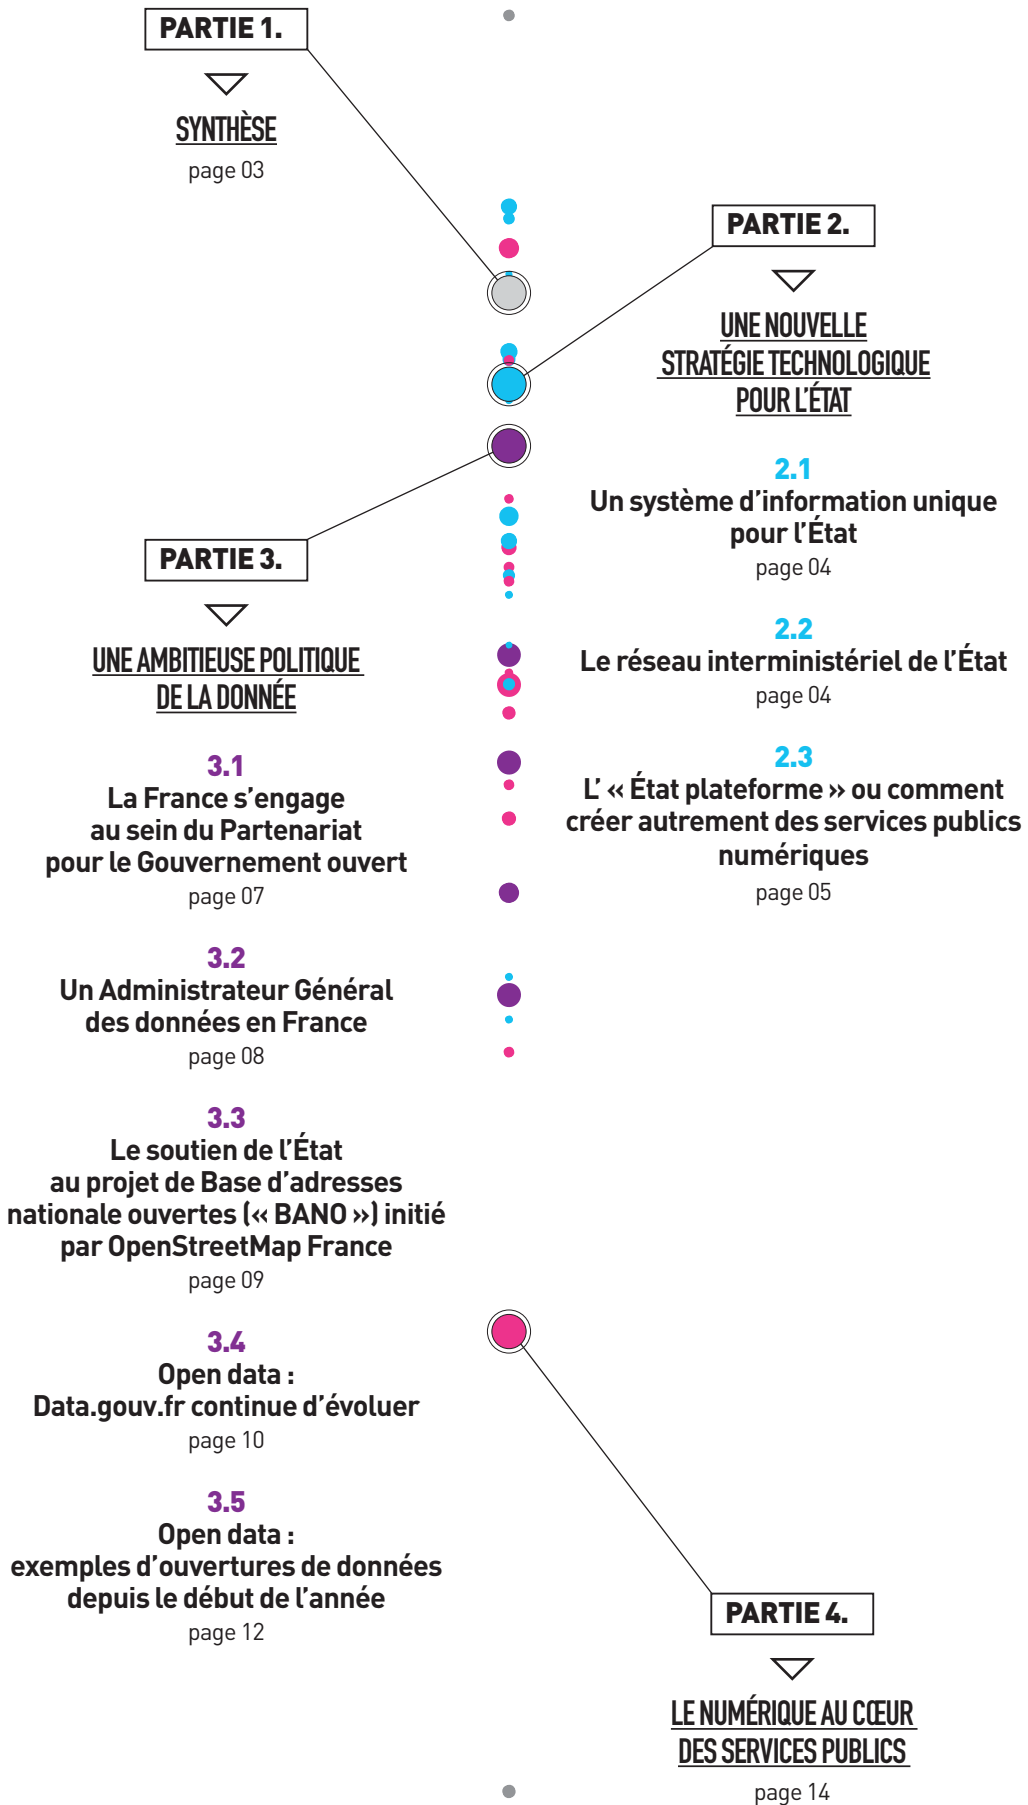 PARTIE 1.
SYNTHÈSE
page 03
PARTIE 2.
UNE NOUVELLE
STRATÉGIE TECHNOLOGIQUE
POUR L'ÉTAT
2.1
Un système d'information unique
pour l'État
page 04
2.2
Le réseau interministériel de l'État
page 04
2.3
L' « État plateforme » ou comment
créer autrement des services publics
numériques
page 05
PARTIE 3.
UNE AMBITIEUSE POLITIQUE
DE LA DONNÉE
3.1
La France s'engage
au sein du Partenariat
pour le Gouvernement ouvert
page 07
3.2
Un Administrateur Général
des données en France
page 08
3.3
Le soutien de l'État
au projet de Base d'adresses
nationale ouvertes (« BANO ») initié
par OpenStreetMap France
page 09
3.4
Open data :
Data.gouv.fr continue d'évoluer
page 10
3.5
Open data :
exemples d'ouvertures de données
depuis le début de l'année
page 12
PARTIE 4.
LE NUMÉRIQUE AU CŒUR
DES SERVICES PUBLICS
page 14